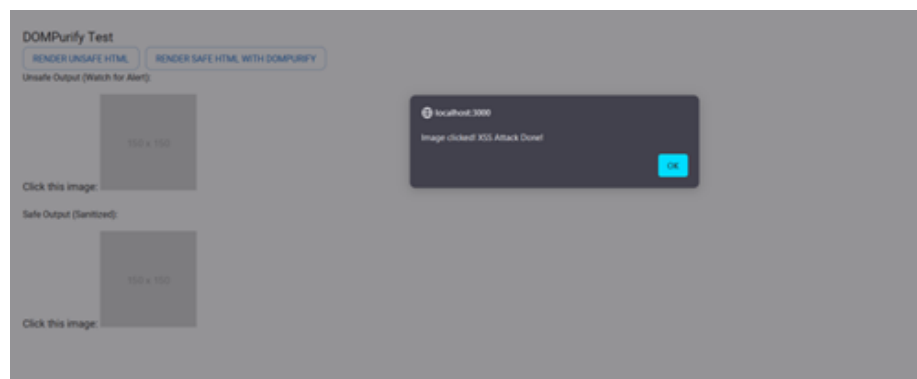 DOMPurify Test
RENDER UNSAFE HTML RENDER SAFE HTML WITH DOMPURIFY
Unsafe Output (Watch for Alert):
150 x 150
Click this image:
localhost:3000
Image clicked! XSS Attack Done!
OK
Safe Output (Sanitized):
150 x 150
Click this image: